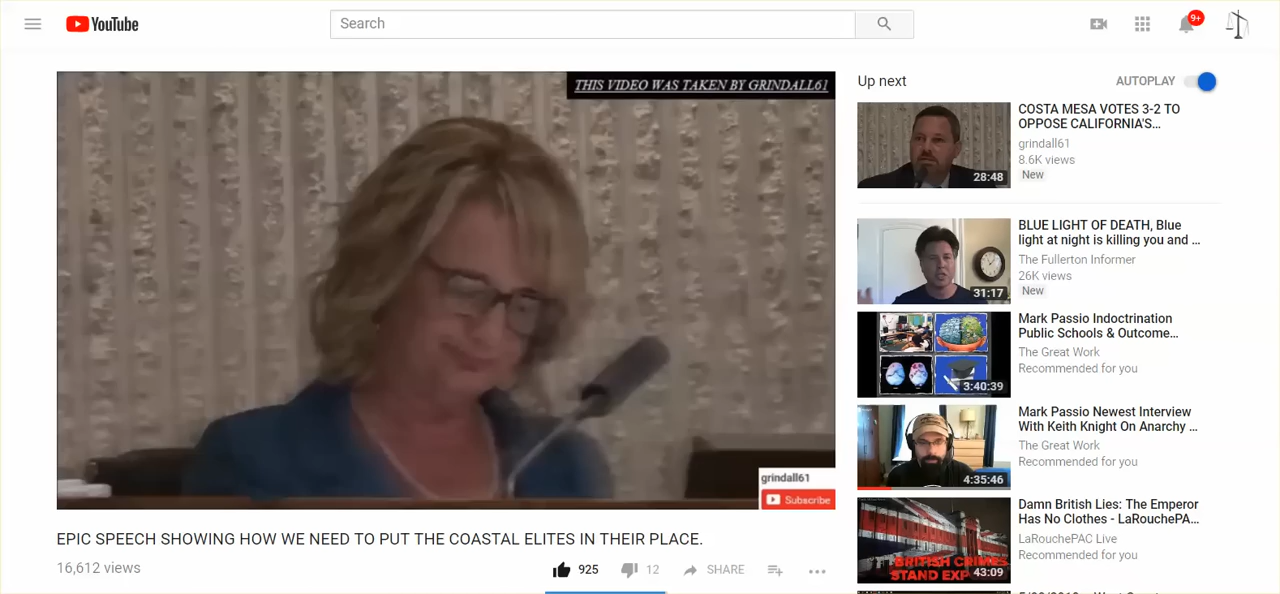 YouTube
Search
9+
THIS VIDEO WAS TAKEN BY GRINDALL61
grindall61
Subscribe
EPIC SPEECH SHOWING HOW WE NEED TO PUT THE COASTAL ELITES IN THEIR PLACE.
16,612 views
925
12
SHARE
Up next
AUTOPLAY
COSTA MESA VOTES 3-2 TO
OPPOSE CALIFORNIA'S...
grindall61
8.6K views
New
28:48
BLUE LIGHT OF DEATH, Blue
light at night is killing you and ...
The Fullerton Informer
26K views
New
31:17
Mark Passio Indoctrination
Public Schools & Outcome...
The Great Work
Recommended for you
3:40:39
Mark Passio Newest Interview
With Keith Knight On Anarchy ...
The Great Work
Recommended for you
4:35:46
Damn British Lies: The Emperor
Has No Clothes - LaRouchePA...
LaRouchePAC Live
Recommended for you
BRITISH CRIMES
STAND EXP
43:09